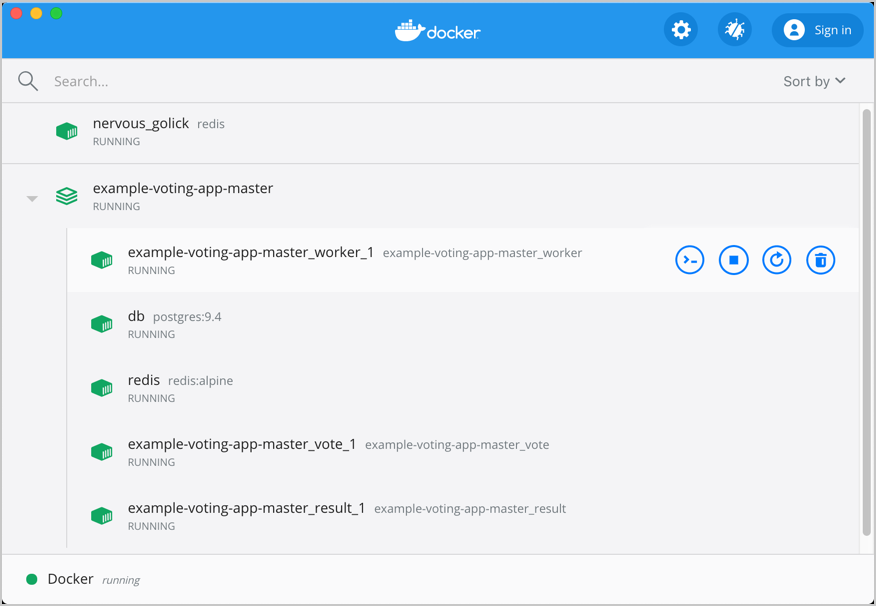 docker
Sign in
Search...
Sort by
nervous_golick redis
RUNNING
example-voting-app-master
RUNNING
example-voting-app-master_worker_1 example-voting-app-master_worker
RUNNING
db postgres:9.4
RUNNING
redis redis:alpine
RUNNING
example-voting-app-master_vote_1 example-voting-app-master_vote
RUNNING
example-voting-app-master_result_1 example-voting-app-master_result
RUNNING
Docker running